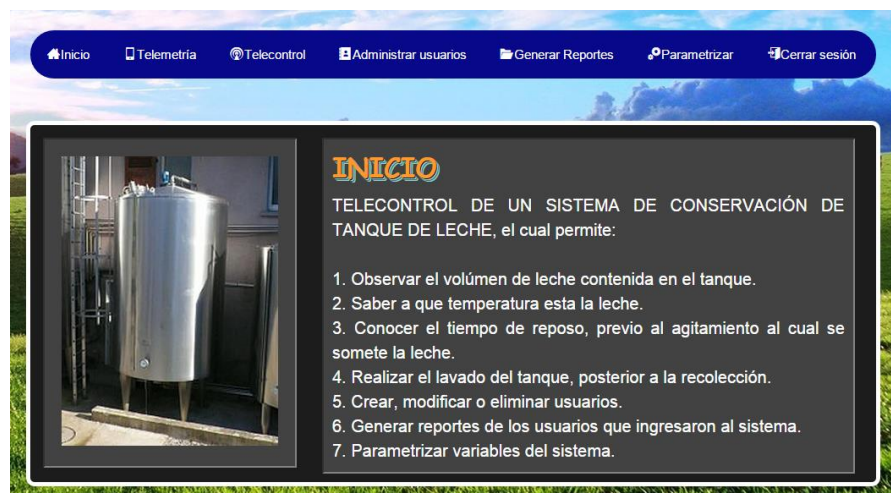 Inicio Telemetría Telecontrol Administrar usuarios Generar Reportes Parametrizar Cerrar sesión
INICIO
TELECONTROL DE UN SISTEMA DE CONSERVACIÓN DE
TANQUE DE LECHE, el cual permite:
1. Observar el volúmen de leche contenida en el tanque.
2. Saber a que temperatura esta la leche.
3. Conocer el tiempo de reposo, previo al agitamiento al cual se
somete la leche.
4. Realizar el lavado del tanque, posterior a la recolección.
5. Crear, modificar o eliminar usuarios.
6. Generar reportes de los usuarios que ingresaron al sistema.
7. Parametrizar variables del sistema.